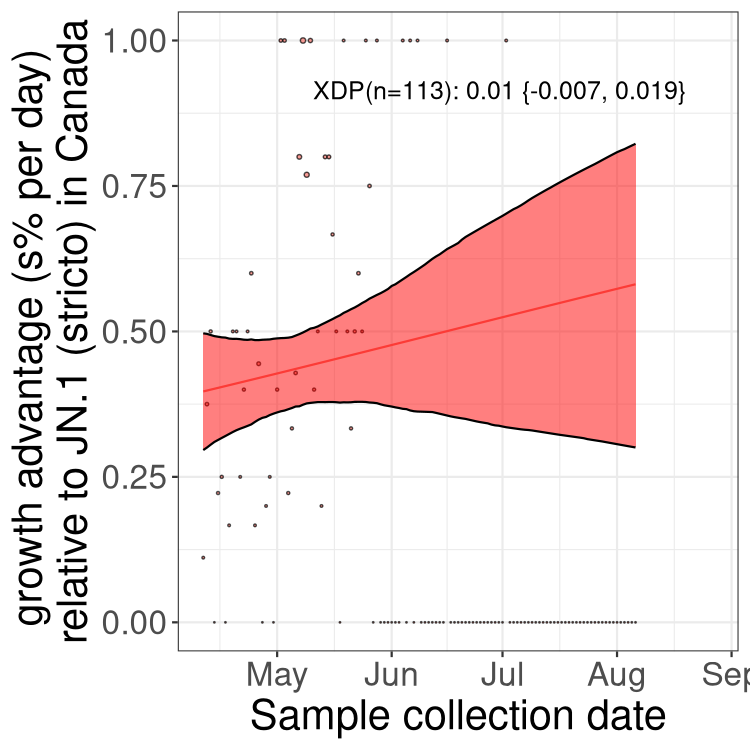 growth advantage (s% per day)
relative to JN.1 (stricto) in Canada
1.00
0.75
0.50
0.25
0.00
XDP(n=113): 0.01 {-0.007, 0.019}
May Jun Jul Aug Sep
Sample collection date